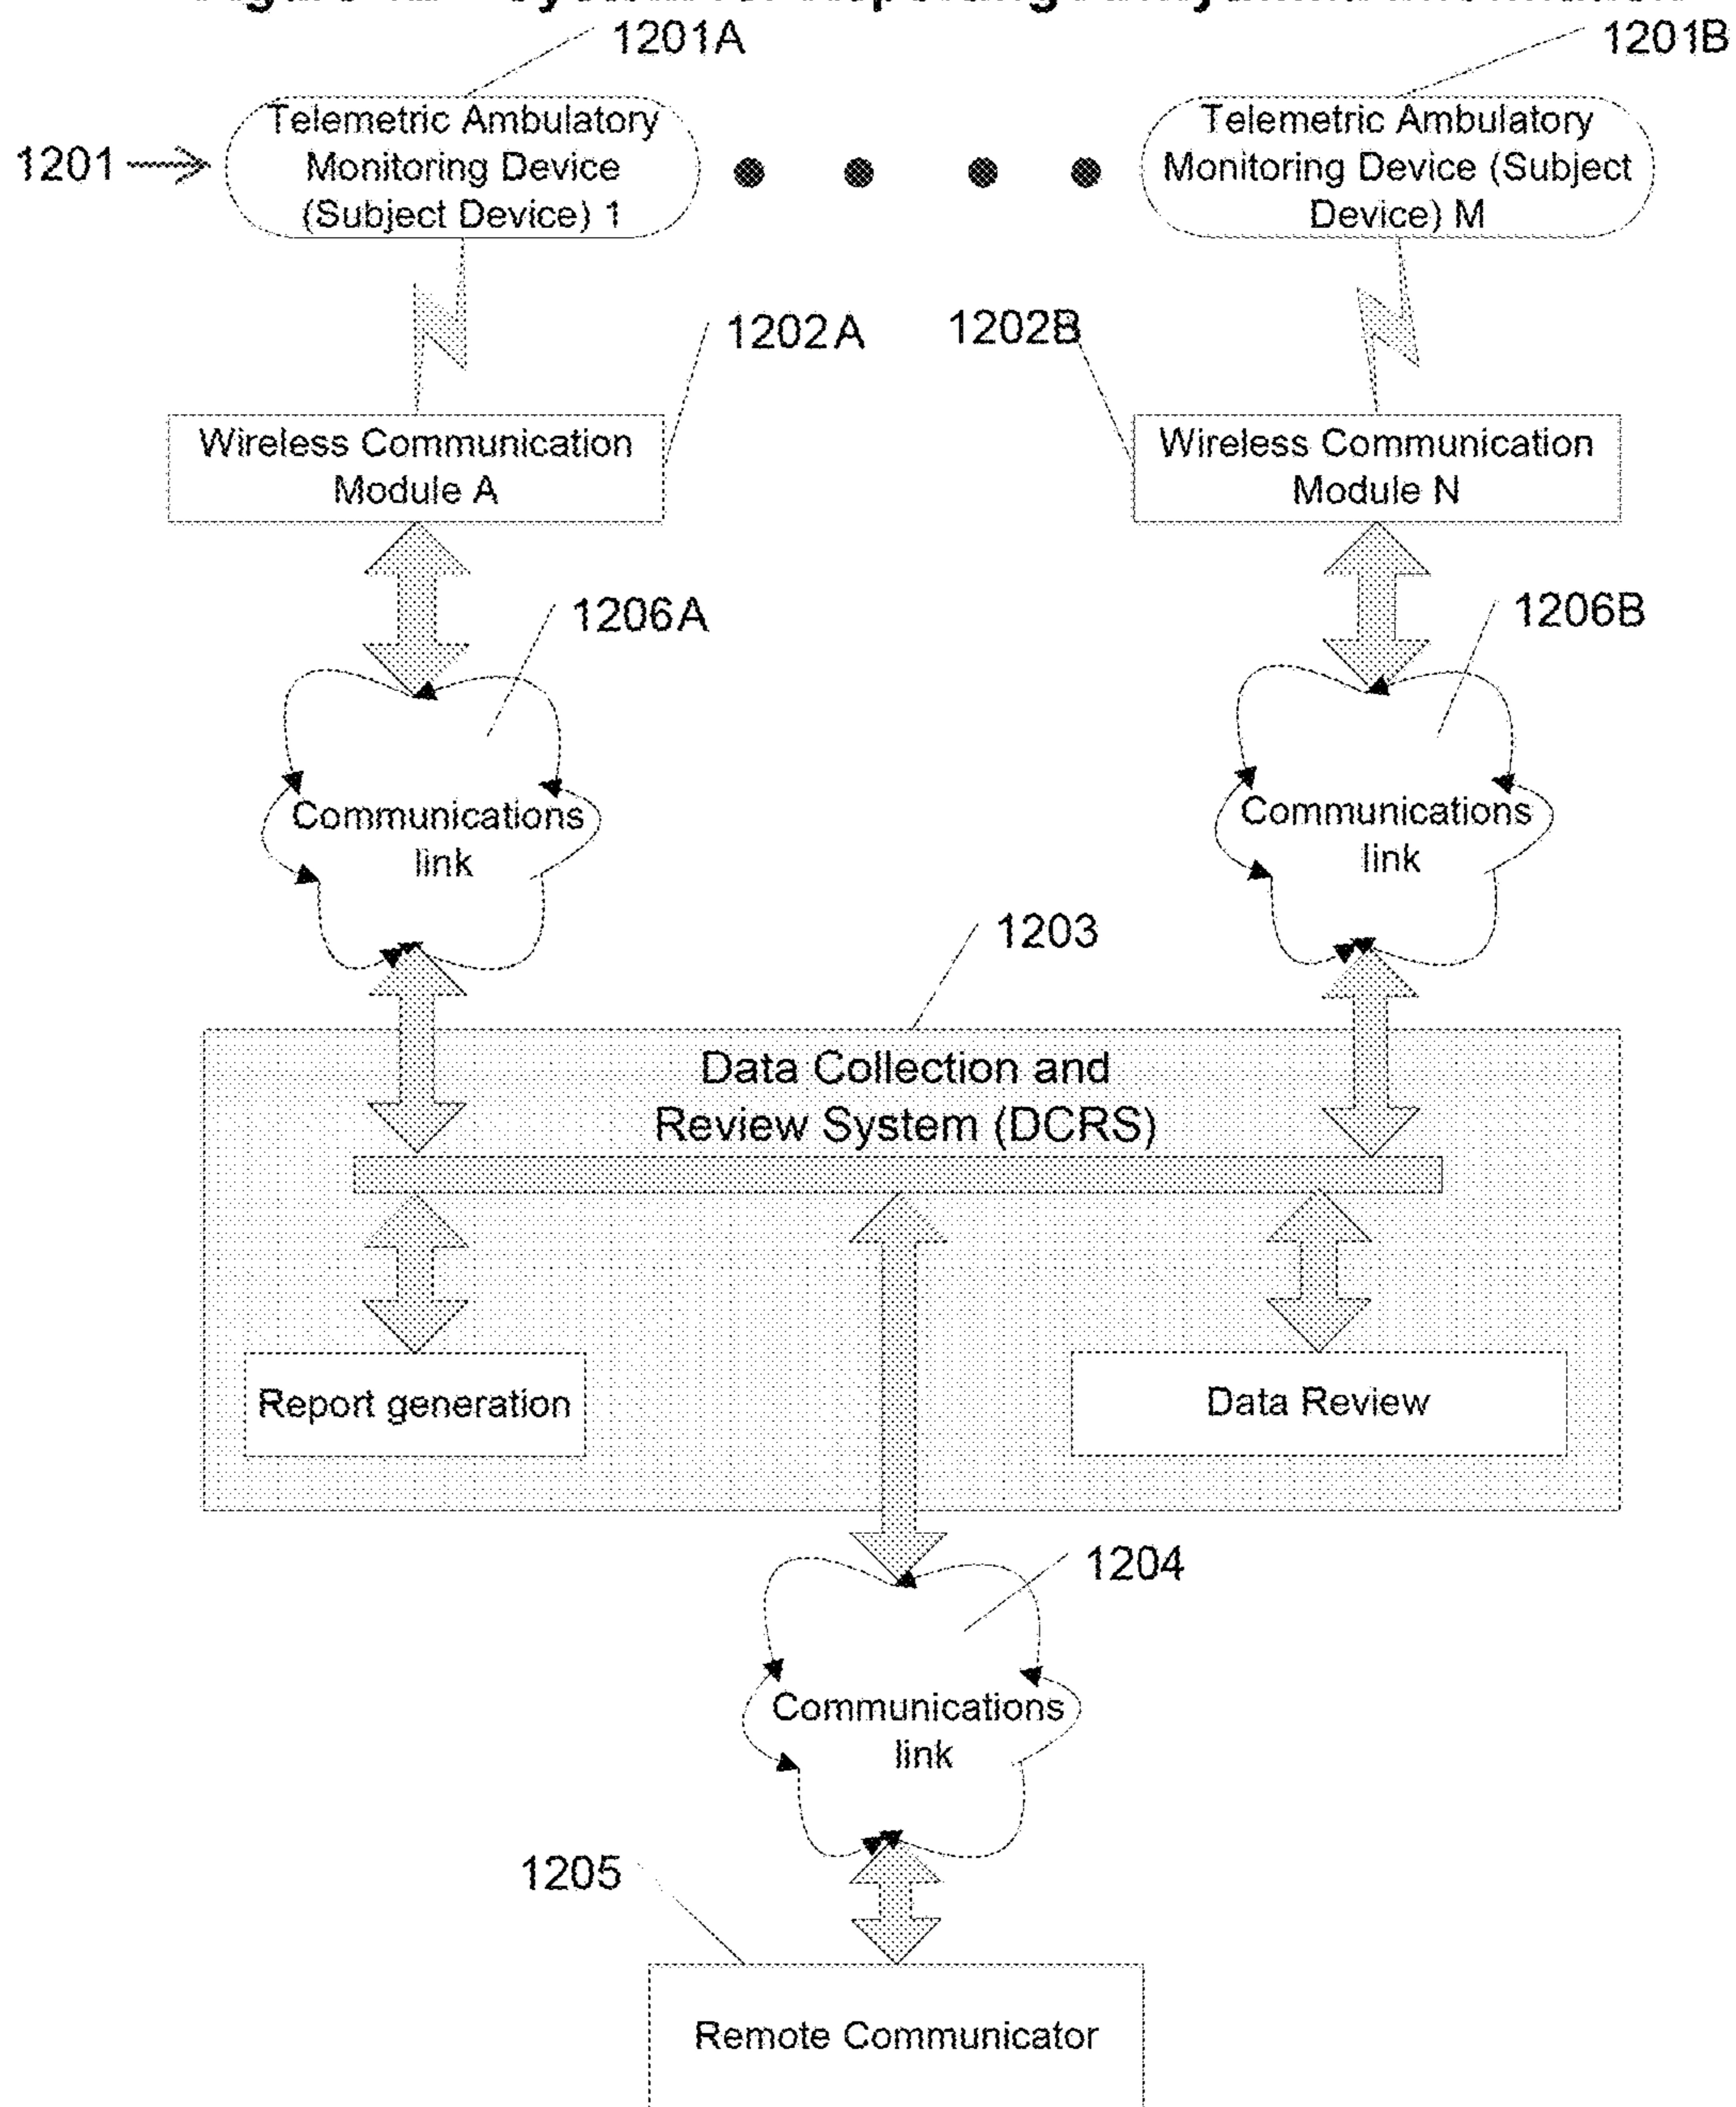 1201A
1201B
Telemetric Ambulatory
Monitoring Device
(Subject Device) 1
Telemetric Ambulatory
Monitoring Device (Subject
Device) M
1201
1202A
1202B
Wireless Communication
Module A
Wireless Communication
Module N
1206A
1206B
Communications
link
Communications
link
1203
Data Collection and
Review System (DCRS)
Report generation
Data Review
1204
Communications
link
1205
Remote Communicator